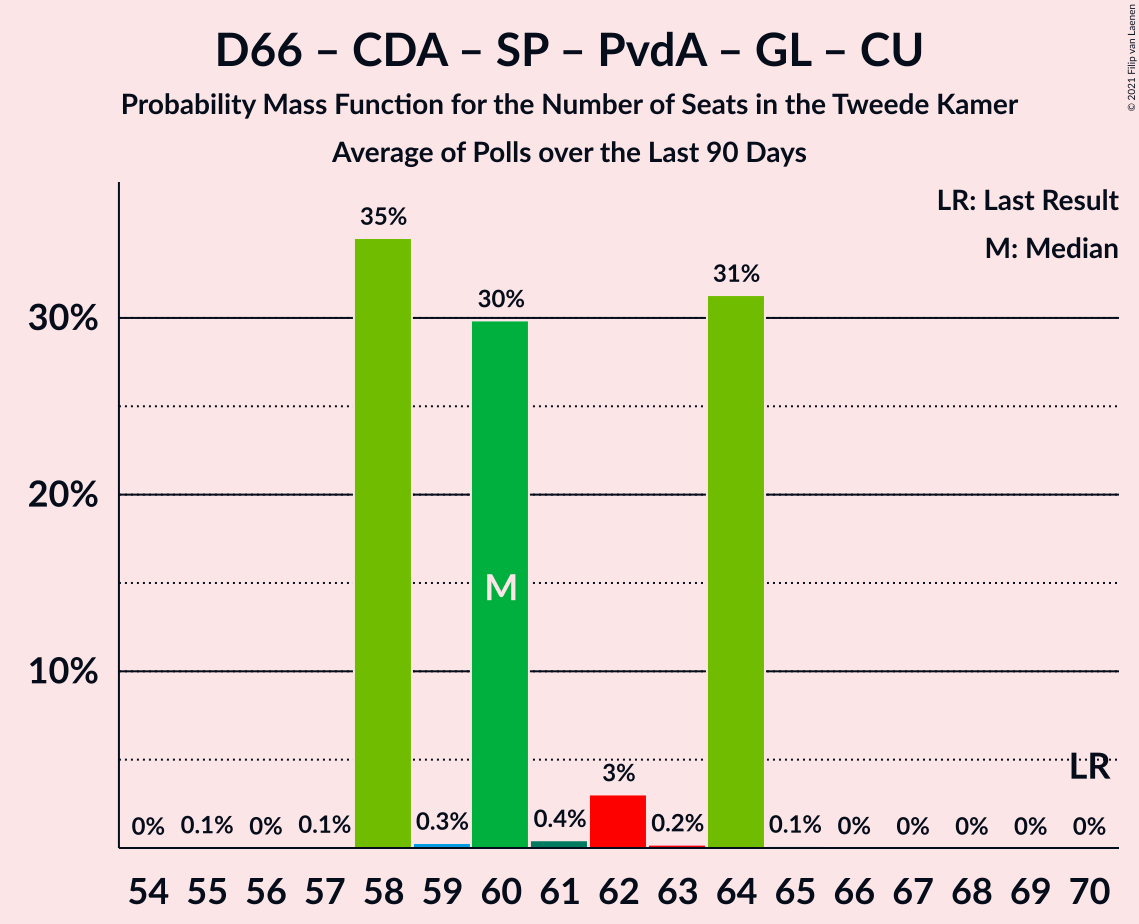 D66 – CDA – SP – PvdA – GL – CU
Probability Mass Function for the Number of Seats in the Tweede Kamer
Average of Polls over the Last 90 Days
© 2021 Filip van Laenen
LR: Last Result
M: Median
35%
31%
30%
30%
20%
M
10%
LR
3%
0% 0.1% 0% 0.1% 0.3% 0.4% 0.2% 0.1% 0% 0% 0% 0% 0%
54 55 56 57 58 59 60 61 62 63 64 65 66 67 68 69 70